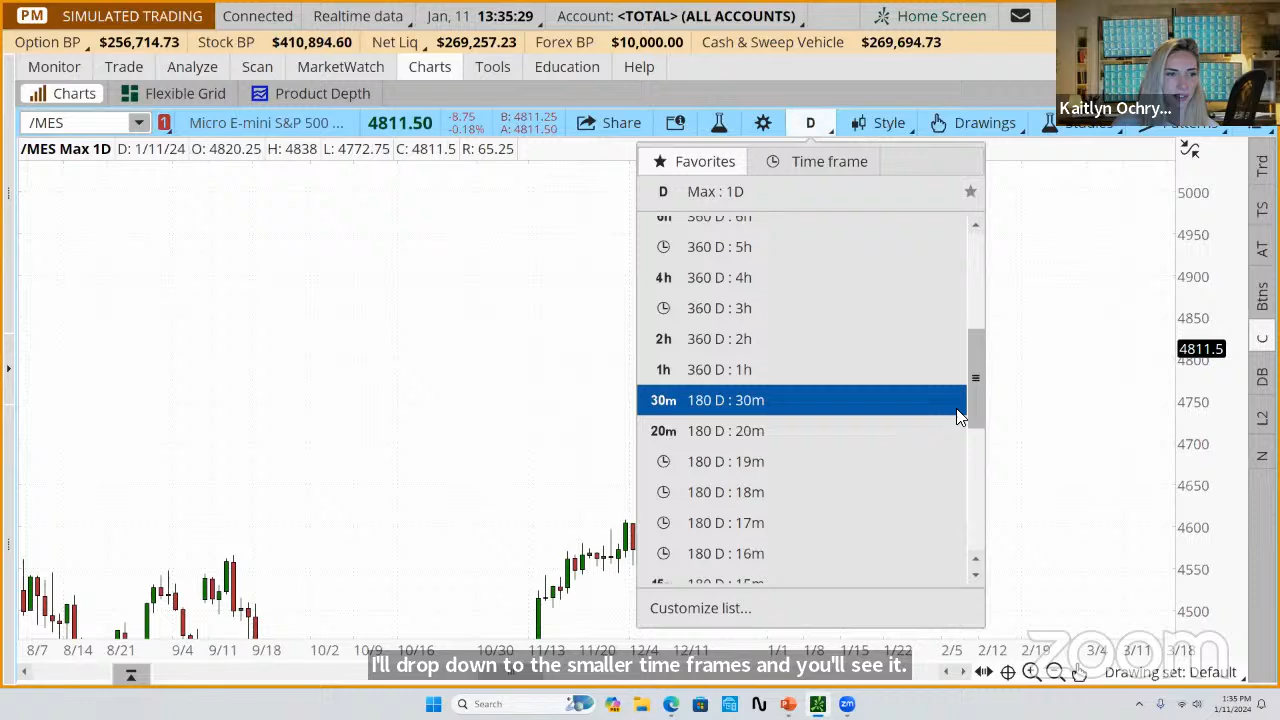 PM SIMULATED TRADING Connected Realtime data Jan, 11 13:35:29 Account: <TOTAL> (ALL ACCOUNTS) Home Screen
Option BP $256,714.73 Stock BP $410,894.60 Net Liq $269,257.23 Forex BP $10,000.00 Cash & Sweep Vehicle $269,694.73
Monitor Trade Analyze Scan MarketWatch Charts Tools Education Help
Charts Flexible Grid Product Depth
Kaitlyn Ochry...
/MES 1 Micro E-mini S&P 500 ... 4811.50 -8.75 -0.18% B: 4811.25 A: 4811.50 Share D Style Drawings
/MES Max 1D D: 1/11/24 O: 4820.25 H: 4838 L: 4772.75 C: 4811.5 R: 65.25
Favorites Time frame
D Max : 1D
6h 360 D : 6h
360 D : 5h
4h 360 D : 4h
360 D : 3h
2h 360 D : 2h
1h 360 D : 1h
30m 180 D : 30m
20m 180 D : 20m
180 D : 19m
180 D : 18m
180 D : 17m
180 D : 16m
180 D : 15m
Customize list...
5000
4950
4900
4850
4811.5
4800
4750
4700
4650
4600
4550
4500
Trd
TS
AT
Btns
C
DB
L2
N
8/7 8/14 8/21 9/4 9/11 9/18 10/2 10/9 10/16 10/30 11/6 11/13 11/20 12/4 12/11 12/18 1/1 1/8 1/15 1/22 2/5 2/12 3/4 3/11 3/18
zoom
I'll drop down to the smaller time frames and you'll see it.
Drawing set: Default
Search
1:35 PM
1/11/2024